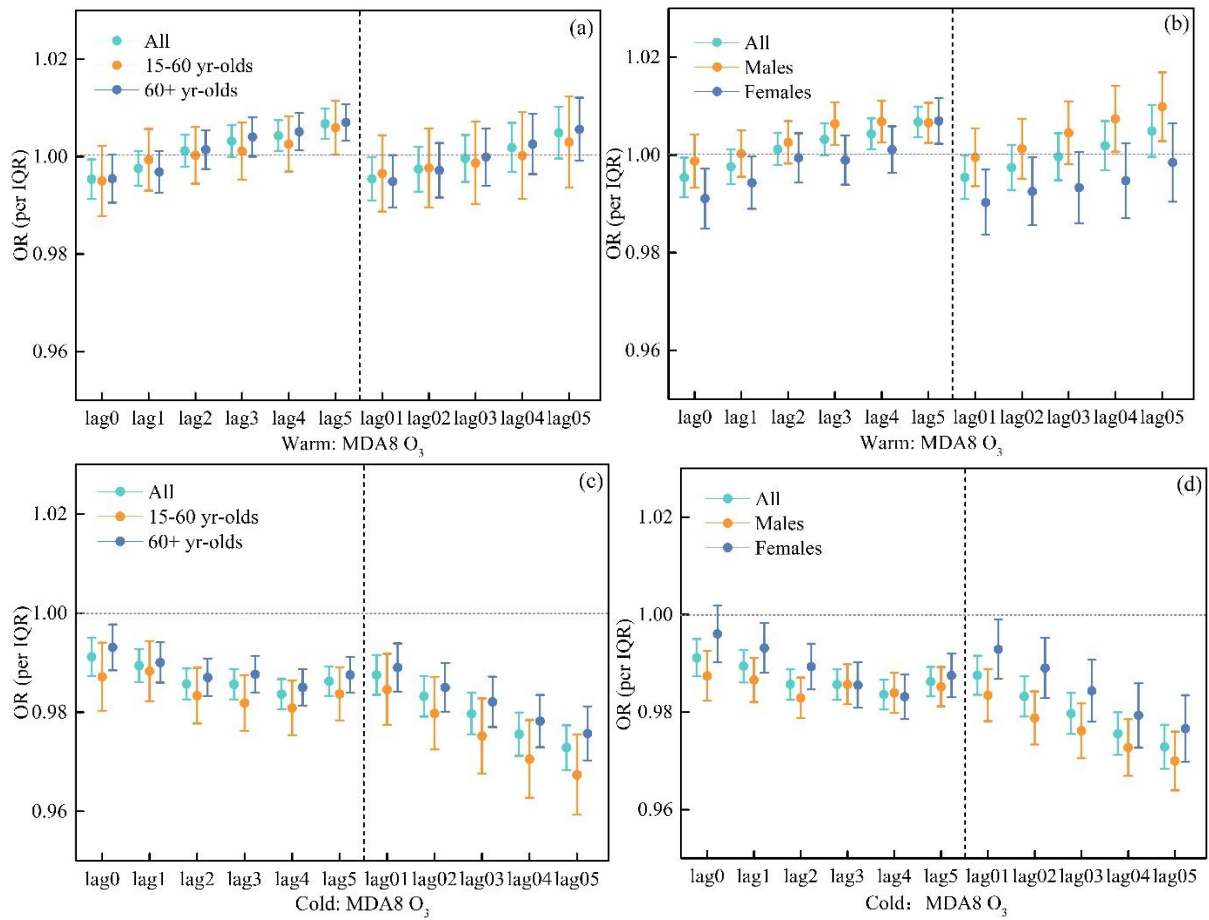 (a)
All
15-60 yr-olds
60+ yr-olds
OR (per IQR)
1.02
1.00
0.98
0.96
lag0 lag1 lag2 lag3 lag4 lag5 lag01 lag02 lag03 lag04 lag05
Warm: MDA8 O3
(b)
All
Males
Females
OR (per IQR)
1.02
1.00
0.98
0.96
lag0 lag1 lag2 lag3 lag4 lag5 lag01 lag02 lag03 lag04 lag05
Warm: MDA8 O3
(c)
All
15-60 yr-olds
60+ yr-olds
OR (per IQR)
1.02
1.00
0.98
0.96
lag0 lag1 lag2 lag3 lag4 lag5 lag01 lag02 lag03 lag04 lag05
Cold: MDA8 O3
(d)
All
Males
Females
OR (per IQR)
1.02
1.00
0.98
0.96
lag0 lag1 lag2 lag3 lag4 lag5 lag01 lag02 lag03 lag04 lag05
Cold： MDA8 O3